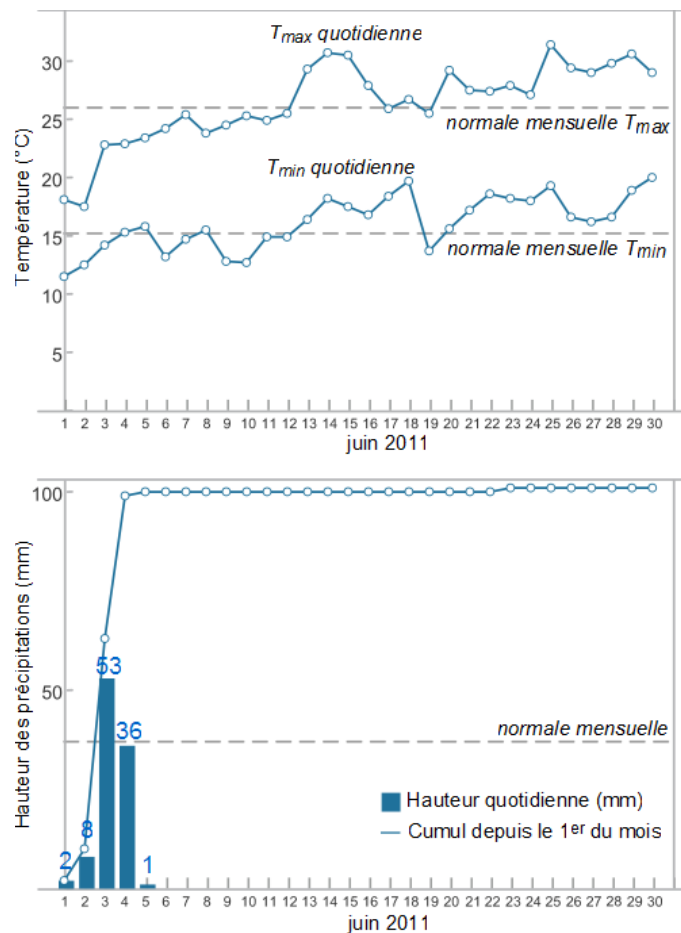 T_max quotidienne
30
normale mensuelle T_max
25
Température (°C)
T_min quotidienne
20
15
normale mensuelle T_min
10
5
1 2 3 4 5 6 7 8 9 10 11 12 13 14 15 16 17 18 19 20 21 22 23 24 25 26 27 28 29 30
juin 2011
100
Hauteur des précipitations (mm)
53
50
36
normale mensuelle
8
2
1
Hauteur quotidienne (mm)
Cumul depuis le 1er du mois
1 2 3 4 5 6 7 8 9 10 11 12 13 14 15 16 17 18 19 20 21 22 23 24 25 26 27 28 29 30
juin 2011